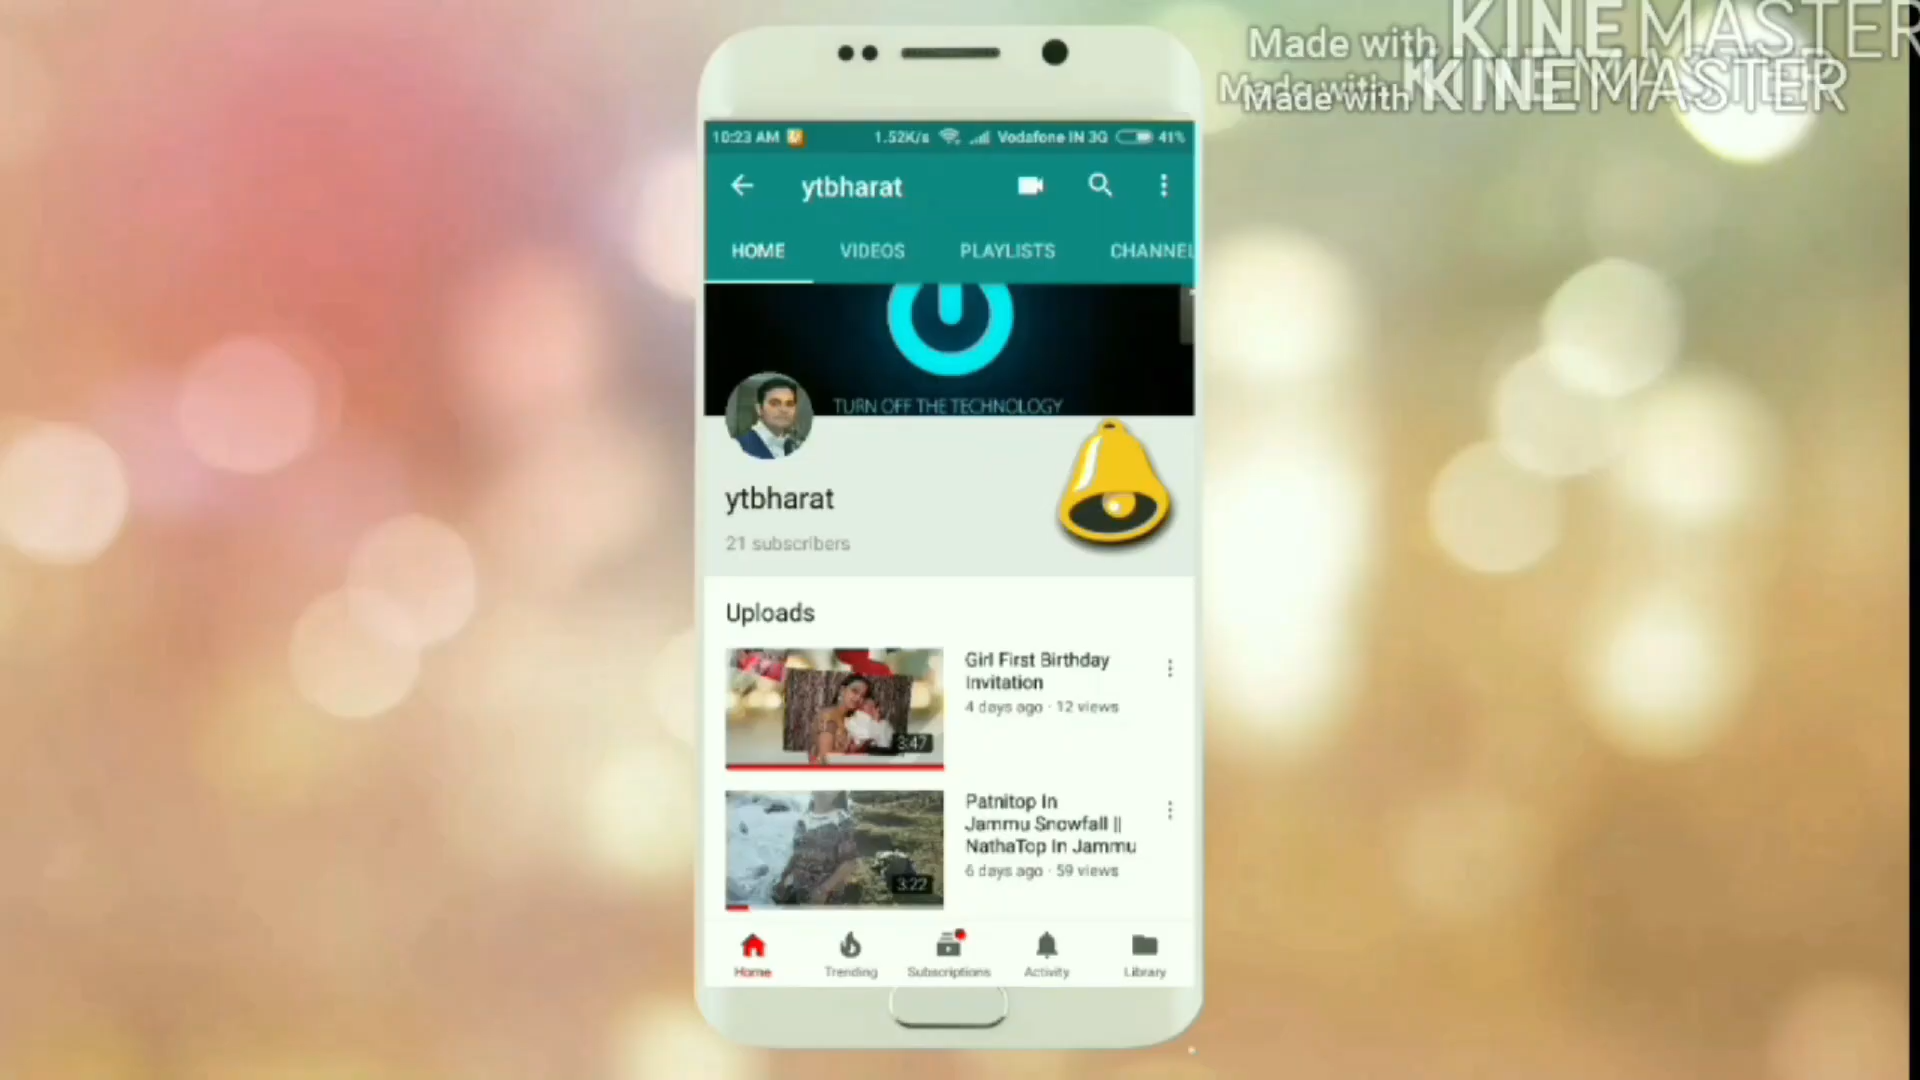 Made with KINEMASTER
Made with KINEMASTER
10:23 AM 1.52K/s Vodafone IN 3G 41%
ytbharat
HOME VIDEOS PLAYLISTS CHANNEL
TURN OFF THE TECHNOLOGY
ytbharat
21 subscribers
Uploads
Girl First Birthday
Invitation
4 days ago · 12 views
3:47
Patnitop In
Jammu Snowfall ||
NathaTop In Jammu
6 days ago · 59 views
3:22
Home Trending Subscriptions Activity Library